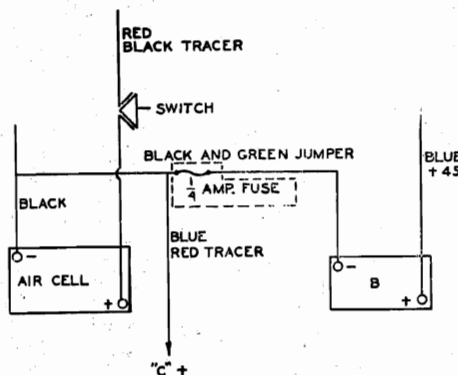 RED
BLACK TRACER
SWITCH
BLACK AND GREEN JUMPER
BLUE
+ 45
1/4 AMP. FUSE
BLACK
BLUE
RED TRACER
-
AIR CELL
+
-
B
+
"C" +